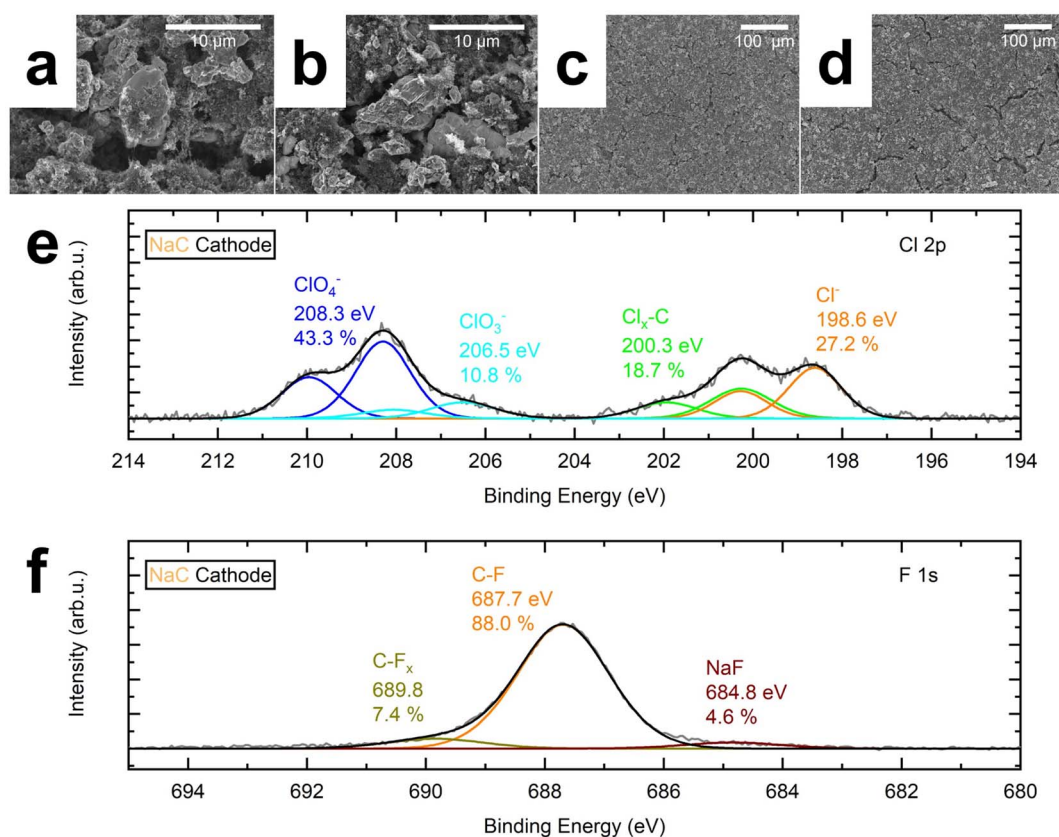 a
10 µm
b
10 µm
c
100 µm
d
100 µm
e
NaC Cathode
Cl 2p
Intensity (arb.u.)
ClO4-
208.3 eV
43.3 %
ClO3-
206.5 eV
10.8 %
Clx-C
200.3 eV
18.7 %
Cl-
198.6 eV
27.2 %
214 212 210 208 206 204 202 200 198 196 194
Binding Energy (eV)
f
NaC Cathode
F 1s
Intensity (arb.u.)
C-Fx
689.8
7.4 %
C-F
687.7 eV
88.0 %
NaF
684.8 eV
4.6 %
694 692 690 688 686 684 682 680
Binding Energy (eV)